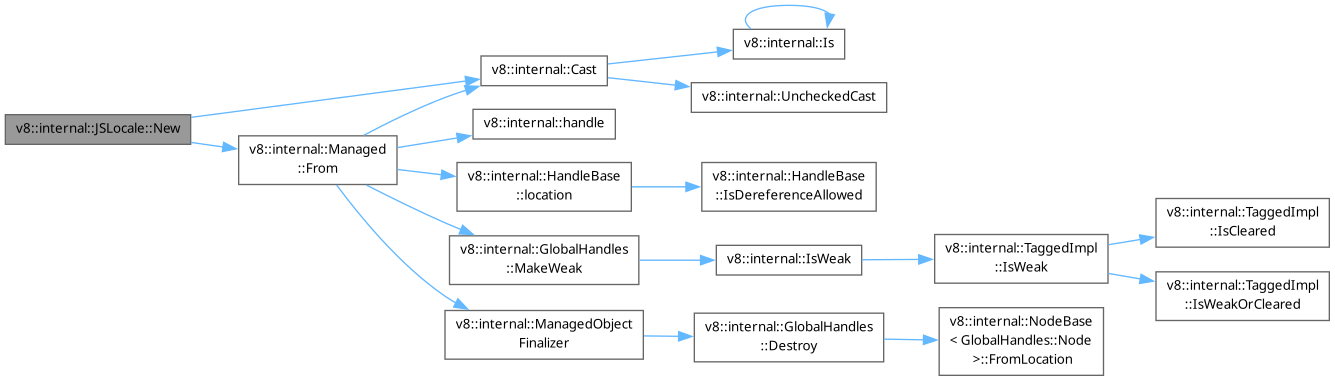 v8::internal::JSLocale::New
v8::internal::Managed
::From
v8::internal::Cast
v8::internal::handle
v8::internal::HandleBase
::location
v8::internal::GlobalHandles
::MakeWeak
v8::internal::ManagedObject
Finalizer
v8::internal::Is
v8::internal::UncheckedCast
v8::internal::HandleBase
::IsDereferenceAllowed
v8::internal::IsWeak
v8::internal::GlobalHandles
::Destroy
v8::internal::TaggedImpl
::IsWeak
v8::internal::NodeBase
< GlobalHandles::Node
>::FromLocation
v8::internal::TaggedImpl
::IsCleared
v8::internal::TaggedImpl
::IsWeakOrCleared